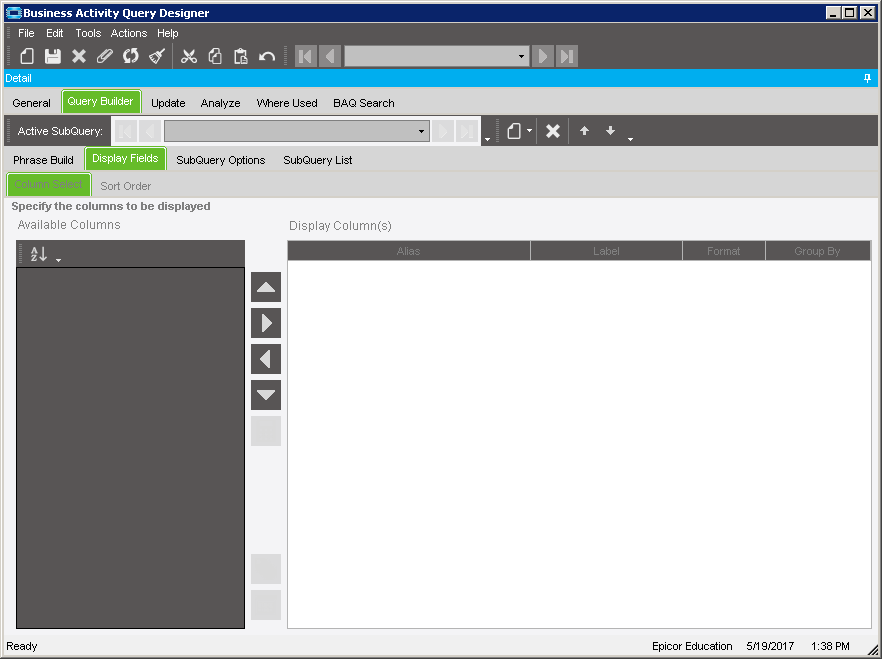 Business Activity Query Designer
File Edit Tools Actions Help
Detail
General Query Builder Update Analyze Where Used BAQ Search
Active SubQuery:
Phrase Build Display Fields SubQuery Options SubQuery List
Column Select Sort Order
Specify the columns to be displayed
Available Columns Display Column(s)
A Z
Alias Label Format Group By
Ready Epicor Education 5/19/2017 1:38 PM